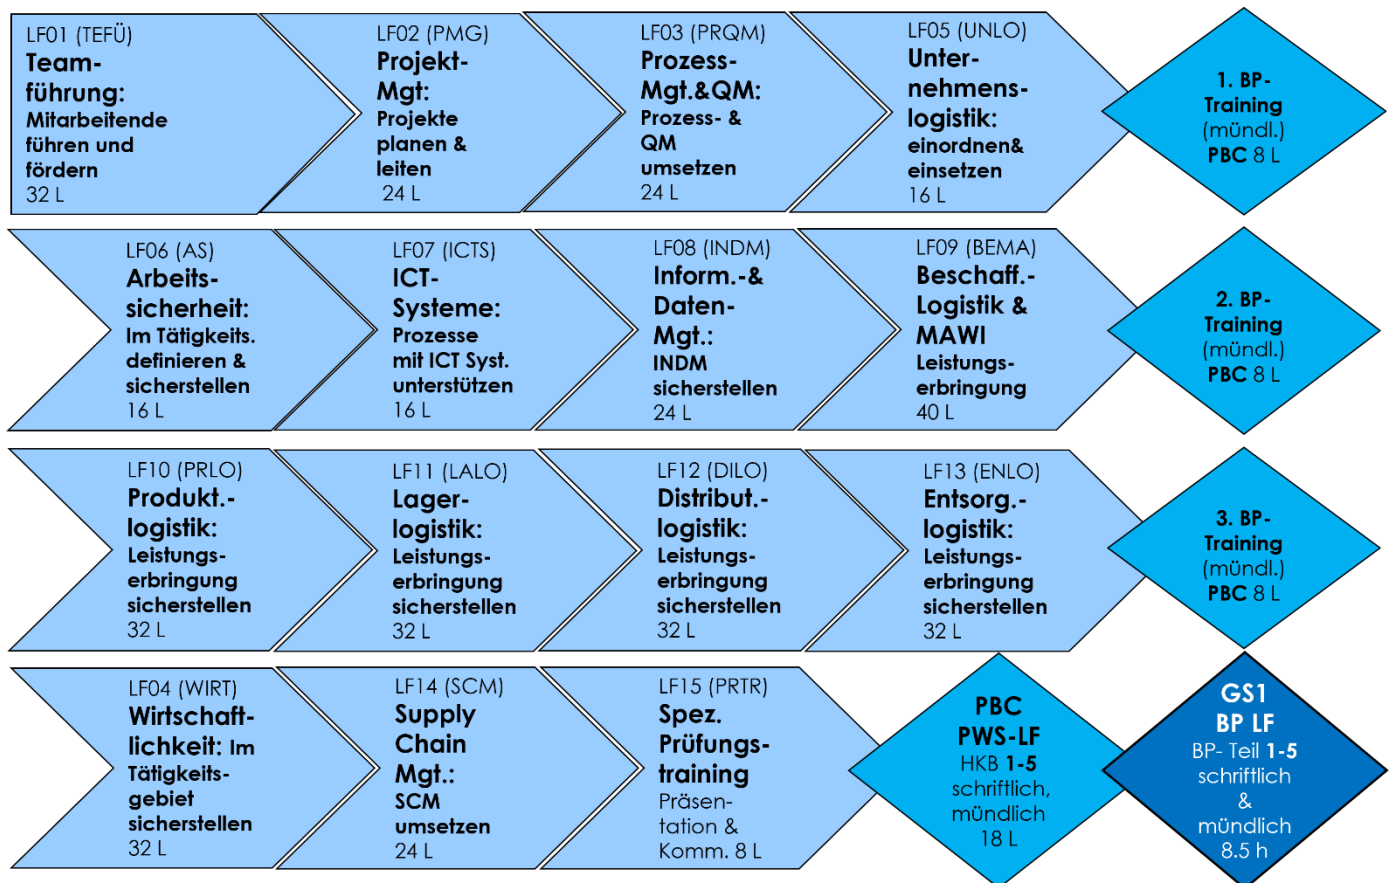 LF01 (TEFÜ)
Team-
führung:
Mitarbeitende
führen und
fördern
32 L
LF02 (PMG)
Projekt-
Mgt:
Projekte
planen &
leiten
24 L
LF03 (PRQM)
Prozess-
Mgt.&QM:
Prozess- &
QM
umsetzen
24 L
LF05 (UNLO)
Unter-
nehmens-
logistik:
einordnen&
einsetzen
16 L
1. BP-
Training
(mündl.)
PBC 8 L
LF06 (AS)
Arbeits-
sicherheit:
Im Tätigkeits.
definieren &
sicherstellen
16 L
LF07 (ICTS)
ICT-
Systeme:
Prozesse
mit ICT Syst.
unterstützen
16 L
LF08 (INDM)
Inform.-&
Daten-
Mgt.:
INDM
sicherstellen
24 L
LF09 (BEMA)
Beschaff.-
Logistik &
MAWI
Leistungs-
erbringung
40 L
2. BP-
Training
(mündl.)
PBC 8 L
LF10 (PRLO)
Produkt.-
logistik:
Leistungs-
erbringung
sicherstellen
32 L
LF11 (LALO)
Lager-
logistik:
Leistungs-
erbringung
sicherstellen
32 L
LF12 (DILO)
Distribut.-
logistik:
Leistungs-
erbringung
sicherstellen
32 L
LF13 (ENLO)
Entsorg.-
logistik:
Leistungs-
erbringung
sicherstellen
32 L
3. BP-
Training
(mündl.)
PBC 8 L
LF04 (WIRT)
Wirtschaft-
lichkeit: Im
Tätigkeits-
gebiet
sicherstellen
32 L
LF14 (SCM)
Supply
Chain
Mgt.:
SCM
umsetzen
24 L
LF15 (PRTR)
Spez.
Prüfungs-
training
Präsen-
tation &
Komm. 8 L
PBC
PWS-LF
HKB 1-5
schriftlich,
mündlich
18 L
GS1
BP LF
BP- Teil 1-5
schriftlich
&
mündlich
8.5 h